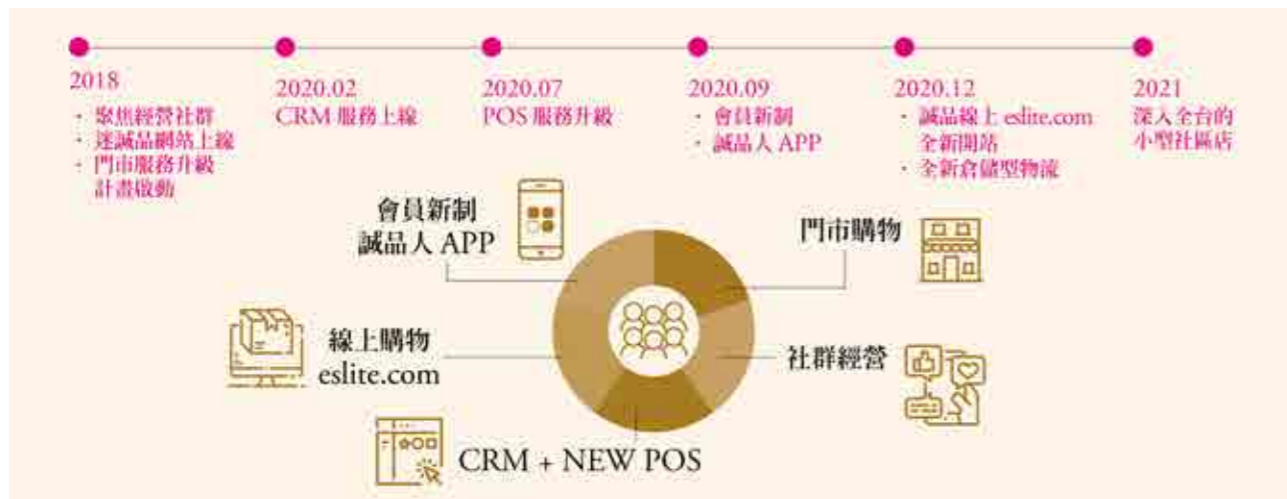 2018
· 聚焦經營社群
· 迷誠品網站上線
· 門市服務升級
計畫啟動
2020.02
CRM 服務上線
2020.07
POS 服務升級
2020.09
· 會員新制
· 誠品人 APP
2020.12
· 誠品線上 eslite.com
全新開站
· 全新倉儲型物流
2021
深入全台的
小型社區店
會員新制
誠品人 APP
門市購物
線上購物
eslite.com
社群經營
CRM + NEW POS